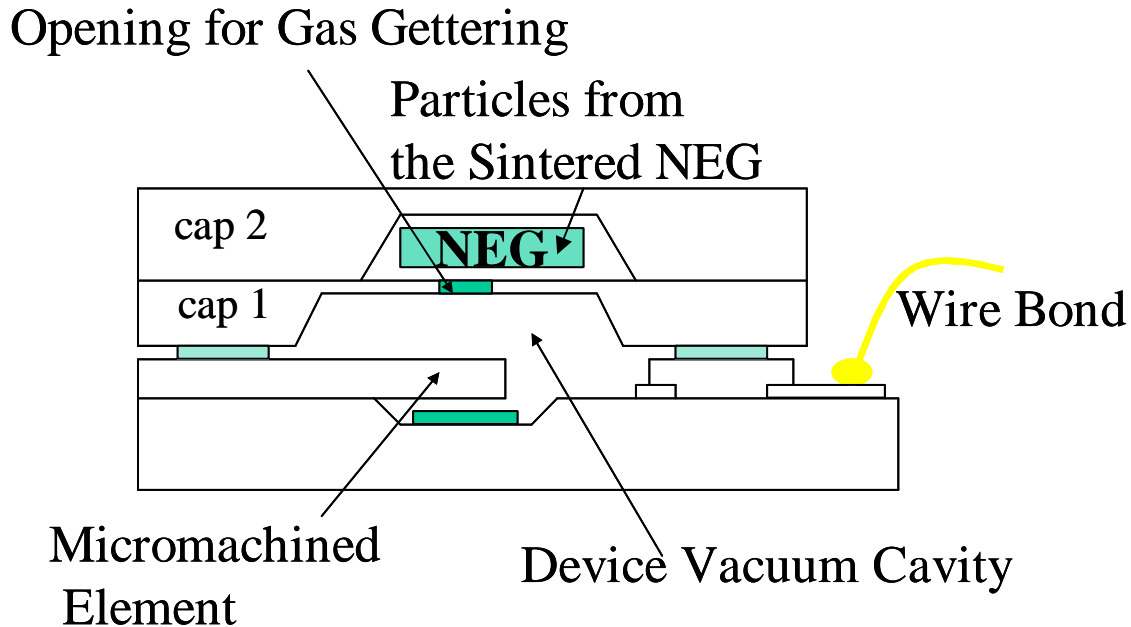 Opening for Gas Gettering
Particles from
the Sintered NEG
cap 2
NEG
cap 1
Wire Bond
Micromachined
Element
Device Vacuum Cavity